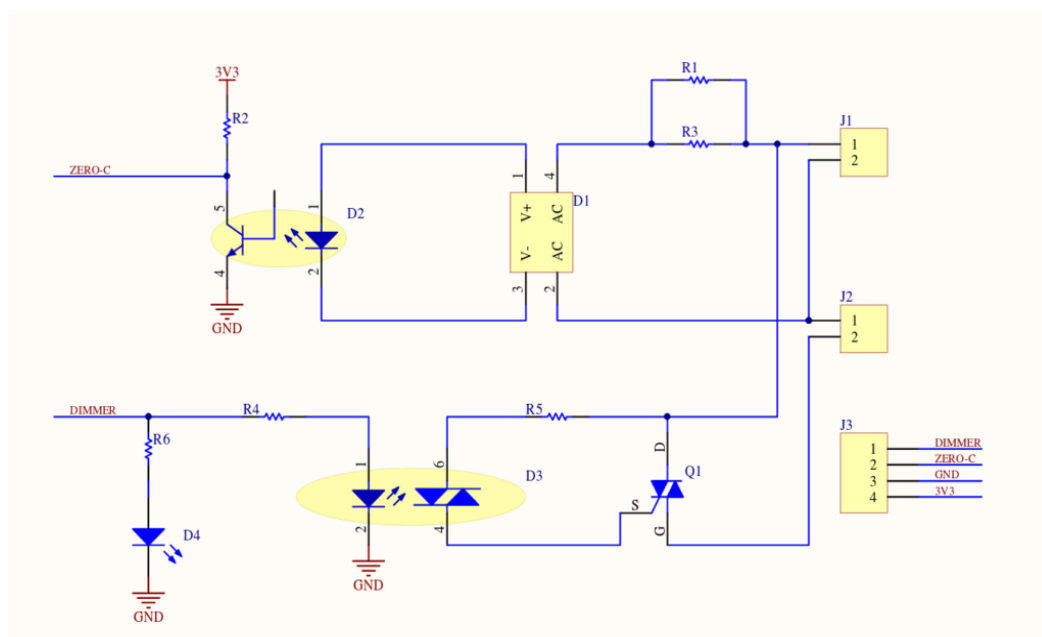 R1
3V3
R2
R3
J1
1
2
ZERO-C
5
1
D2
1
V+
V-
3
4
AC
AC
2
D1
4
2
GND
J2
1
2
DIMMER
R4
R5
R6
1
2
6
4
D3
D
S
G
Q1
J3
1 DIMMER
2 ZERO-C
3 GND
4 3V3
D4
GND
GND